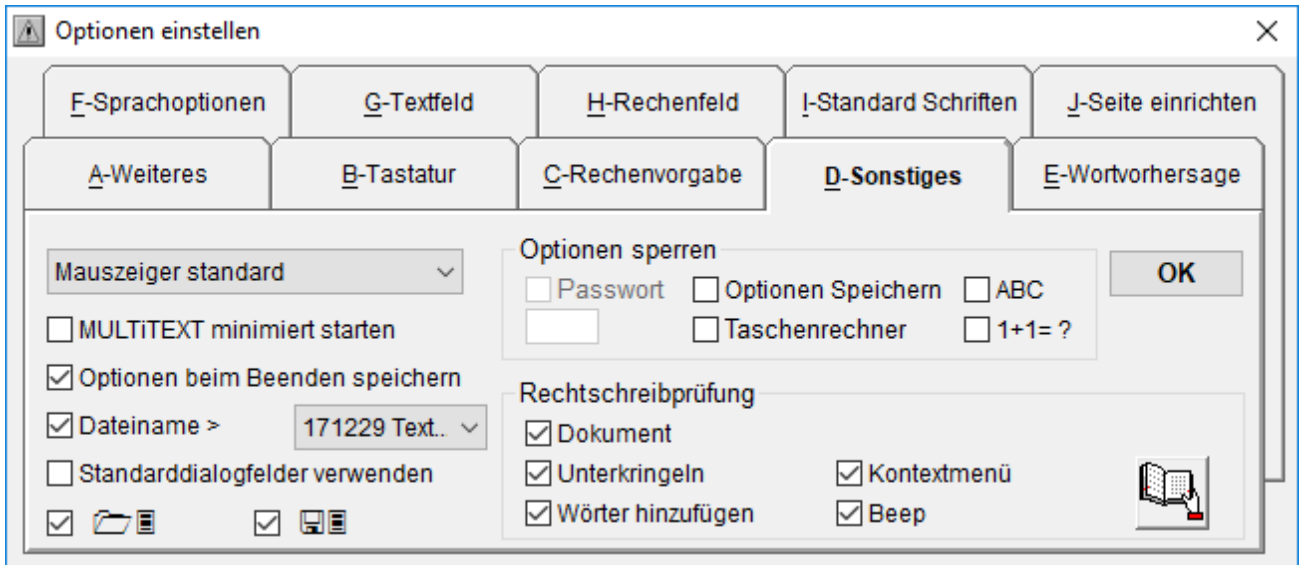 Optionen einstellen
F-Sprachoptionen
G-Textfeld
H-Rechenfeld
I-Standard Schriften
J-Seite einrichten
A-Weiteres
B-Tastatur
C-Rechenvorgabe
D-Sonstiges
E-Wortvorhersage
Mauszeiger standard
MULTiTEXT minimiert starten
Optionen beim Beenden speichern
Dateiname >
171229 Text..
Standarddialogfelder verwenden
Optionen sperren
Passwort
Optionen Speichern
ABC
Taschenrechner
1+1= ?
OK
Rechtschreibprüfung
Dokument
Unterkringeln
Kontextmenü
Wörter hinzufügen
Beep